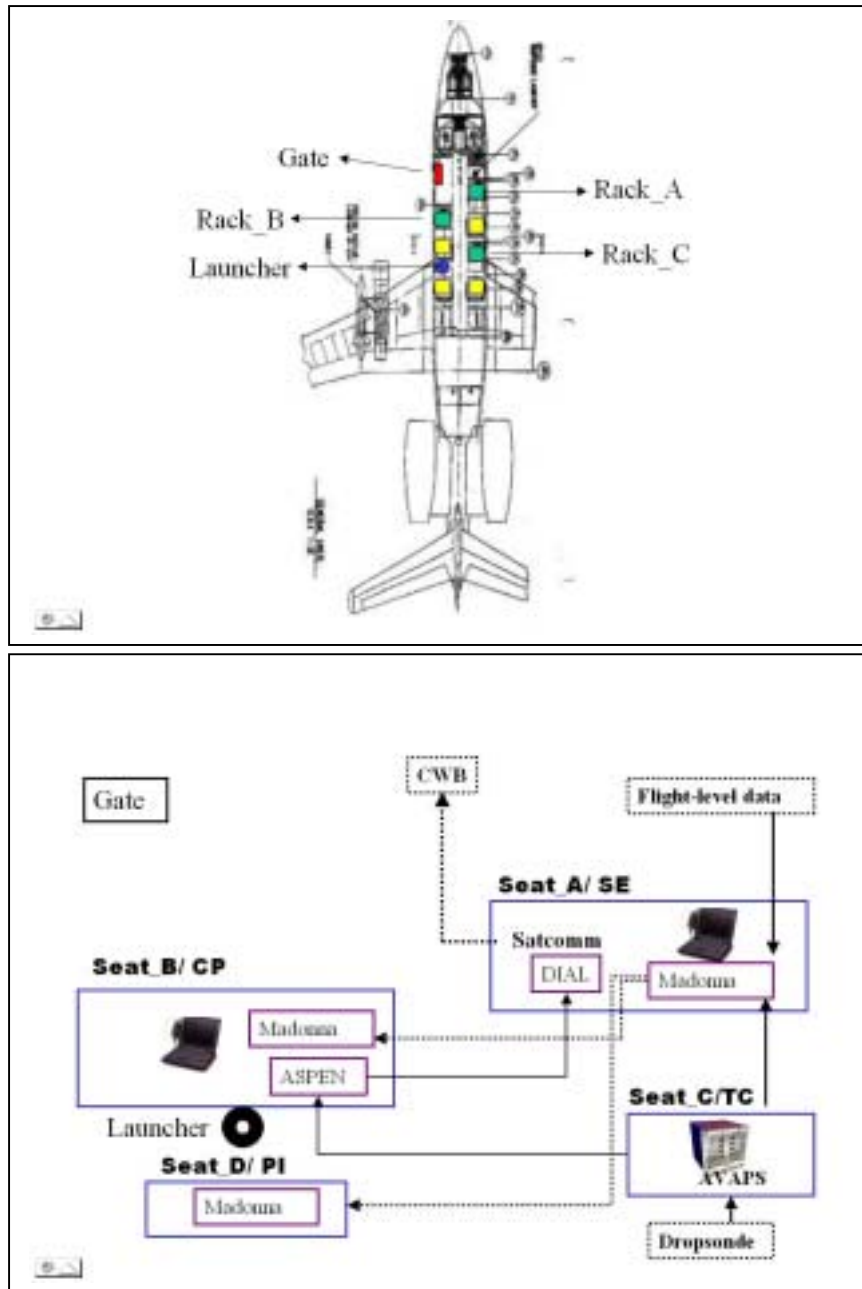 Gate
Rack_A
Rack_B
Rack_C
Launcher
CWB
Gate
Flight-level data
Seat_A/ SE
Satcomm
Seat_B/ CP
DIAL
Madonna
Madonna
ASPEN
Seat_C/TC
Launcher
Seat_D/ PI
AVAPS
Madonna
Dropsonde